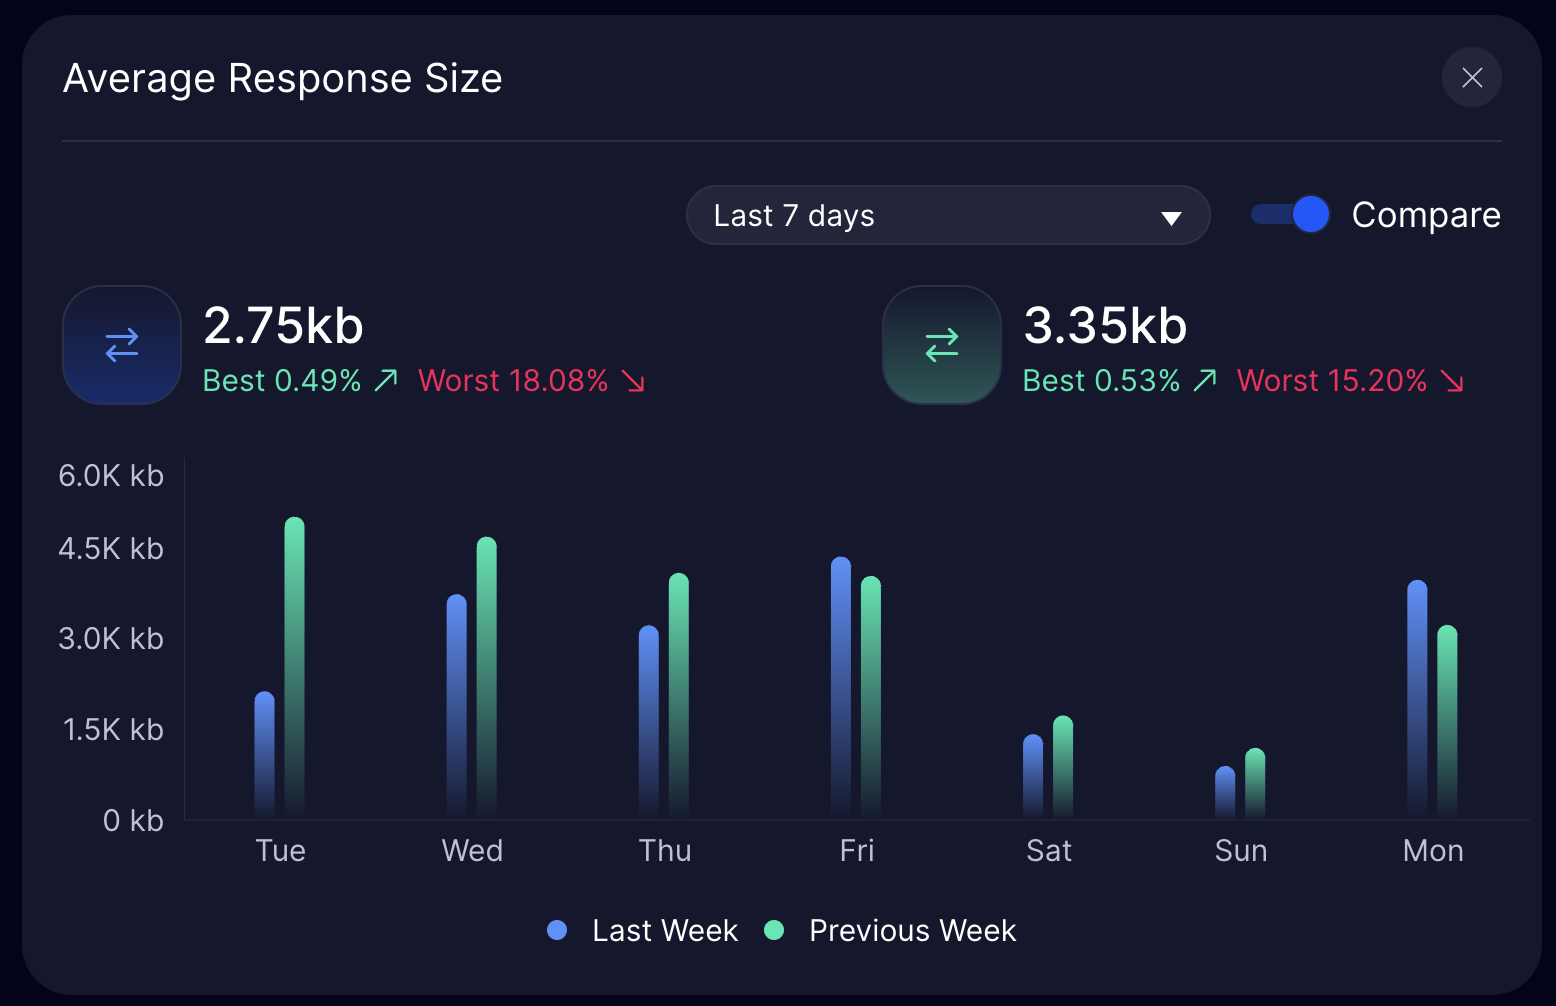 Average Response Size
Last 7 days
Compare
2.75kb
Best 0.49% Worst 18.08%
3.35kb
Best 0.53% Worst 15.20%
6.0K kb
4.5K kb
3.0K kb
1.5K kb
0 kb
Tue Wed Thu Fri Sat Sun Mon
Last Week Previous Week